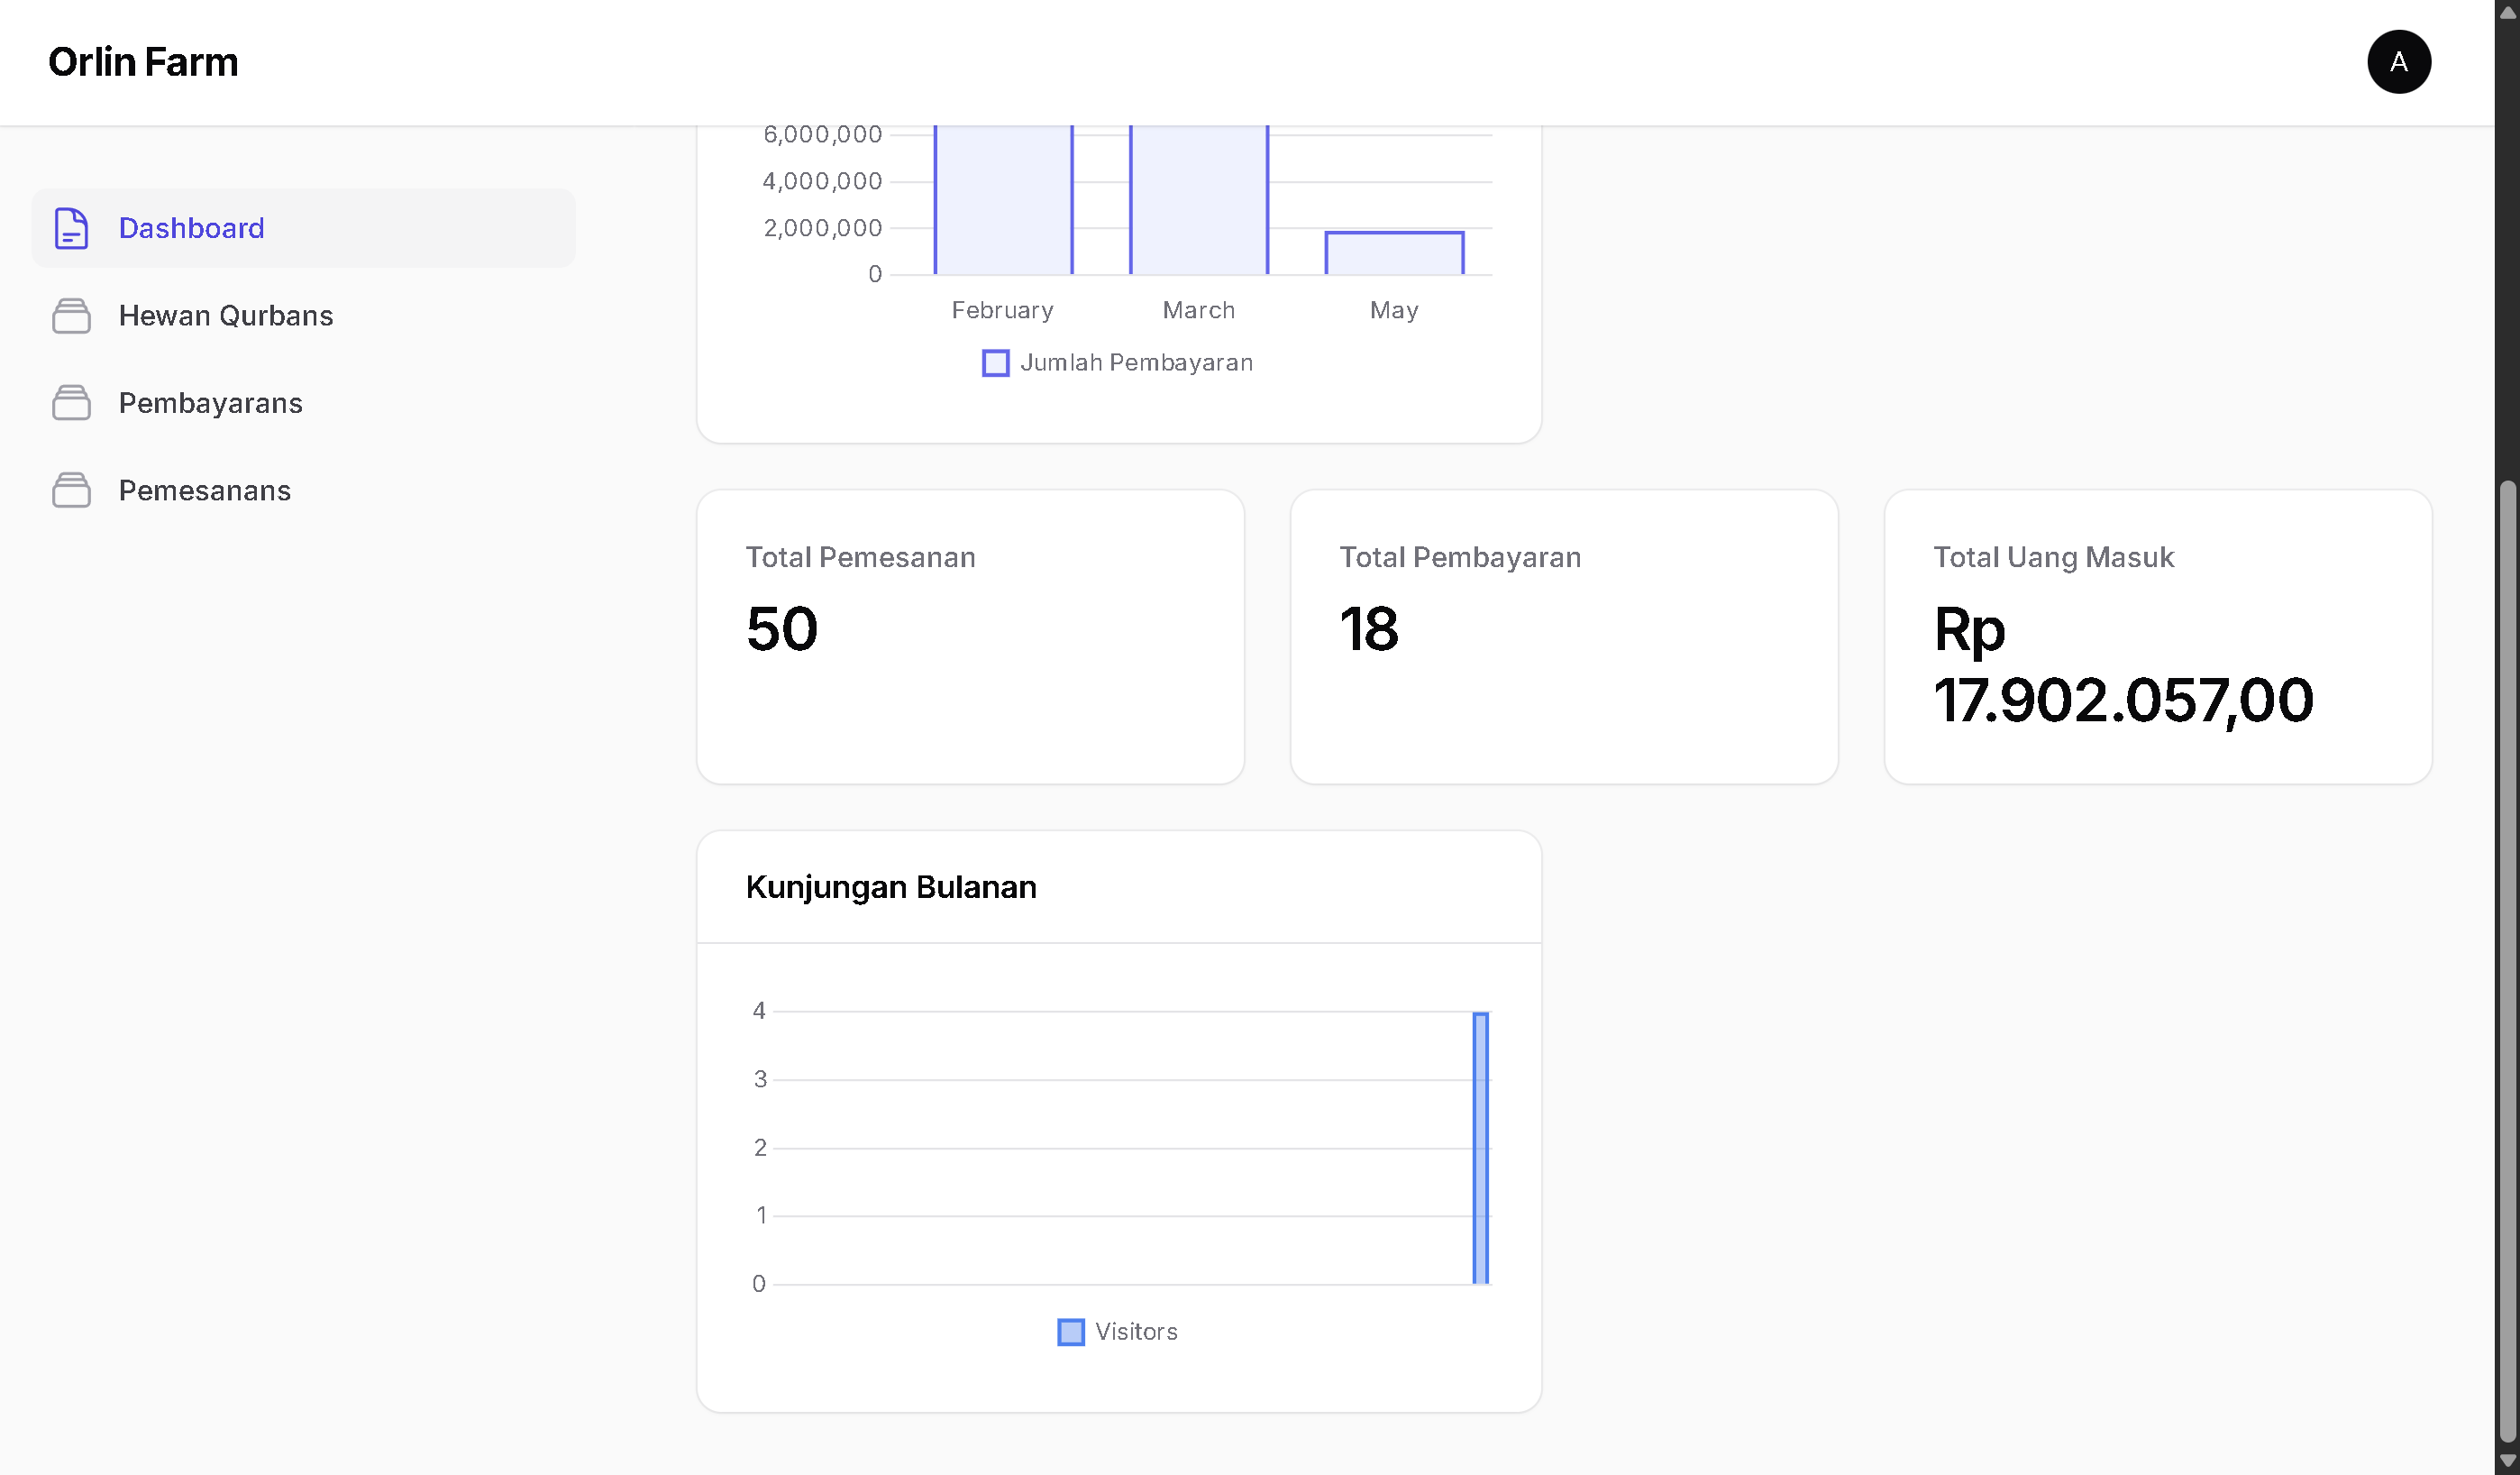 Orlin Farm
A
Dashboard
Hewan Qurbans
Pembayarans
Pemesanans
6,000,000
4,000,000
2,000,000
0
February March May
Jumlah Pembayaran
Total Pemesanan
50
Total Pembayaran
18
Total Uang Masuk
Rp
17.902.057,00
Kunjungan Bulanan
4
3
2
1
0
Visitors